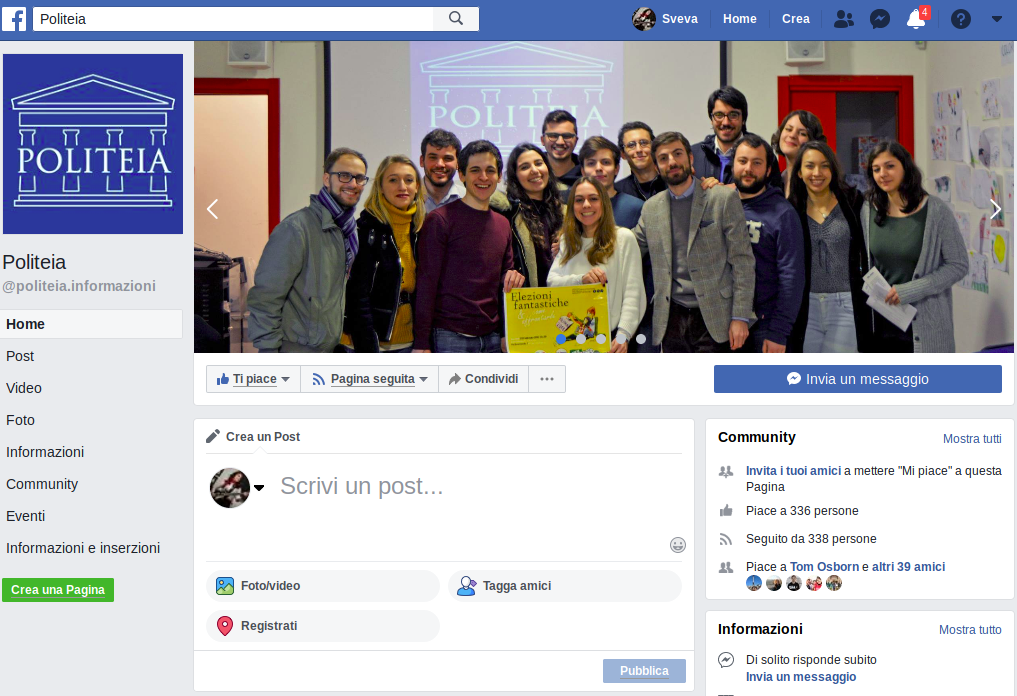 Politeia
Sveva
Home
Crea
4
POLITEIA
POLITEIA
Elezioni
fantastiche
Politeia
@politeia.informazioni
Home
Post
Video
Foto
Informazioni
Community
Eventi
Informazioni e inserzioni
Crea una Pagina
Ti piace
Pagina seguita
Condividi
Invia un messaggio
Crea un Post
Scrivi un post...
Foto/video
Tagga amici
Registrati
Pubblica
Community
Mostra tutti
Invita i tuoi amici a mettere "Mi piace" a questa
Pagina
Piace a 336 persone
Seguito da 338 persone
Piace a Tom Osborn e altri 39 amici
Informazioni
Mostra tutto
Di solito risponde subito
Invia un messaggio